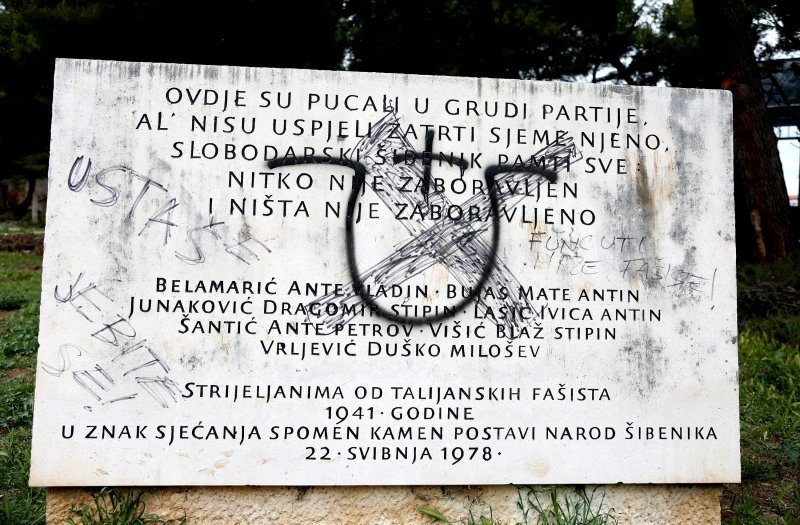 OVDJE SU PUCALI U GRUDI PARTIJE,
AL' NISU USPJELI ZATRTI SJEME NJENO,
SLOBODARSKI ŠIBENIK PAMTI SVE:
NITKO NIJE ZABORAVLJEN
I NIŠTA NIJE ZABORAVLJENO
USTAŠE
JEBITE
SE!
BELAMARIĆ ANTE VLADIN · BUJAS MATE ANTIN
JUNAKOVIĆ DRAGOMIR STIPIN · LASIĆ IVICA ANTIN
ŠANTIĆ ANTE PETROV · VIŠIĆ BLAŽ STIPIN
VRLJEVIĆ DUŠKO MILOŠEV
STRIJELJANIMA OD TALIJANSKIH FAŠISTA
1941 · GODINE
U ZNAK SJEĆANJA SPOMEN KAMEN POSTAVI NAROD ŠIBENIKA
22 · SVIBNJA 1978 ·